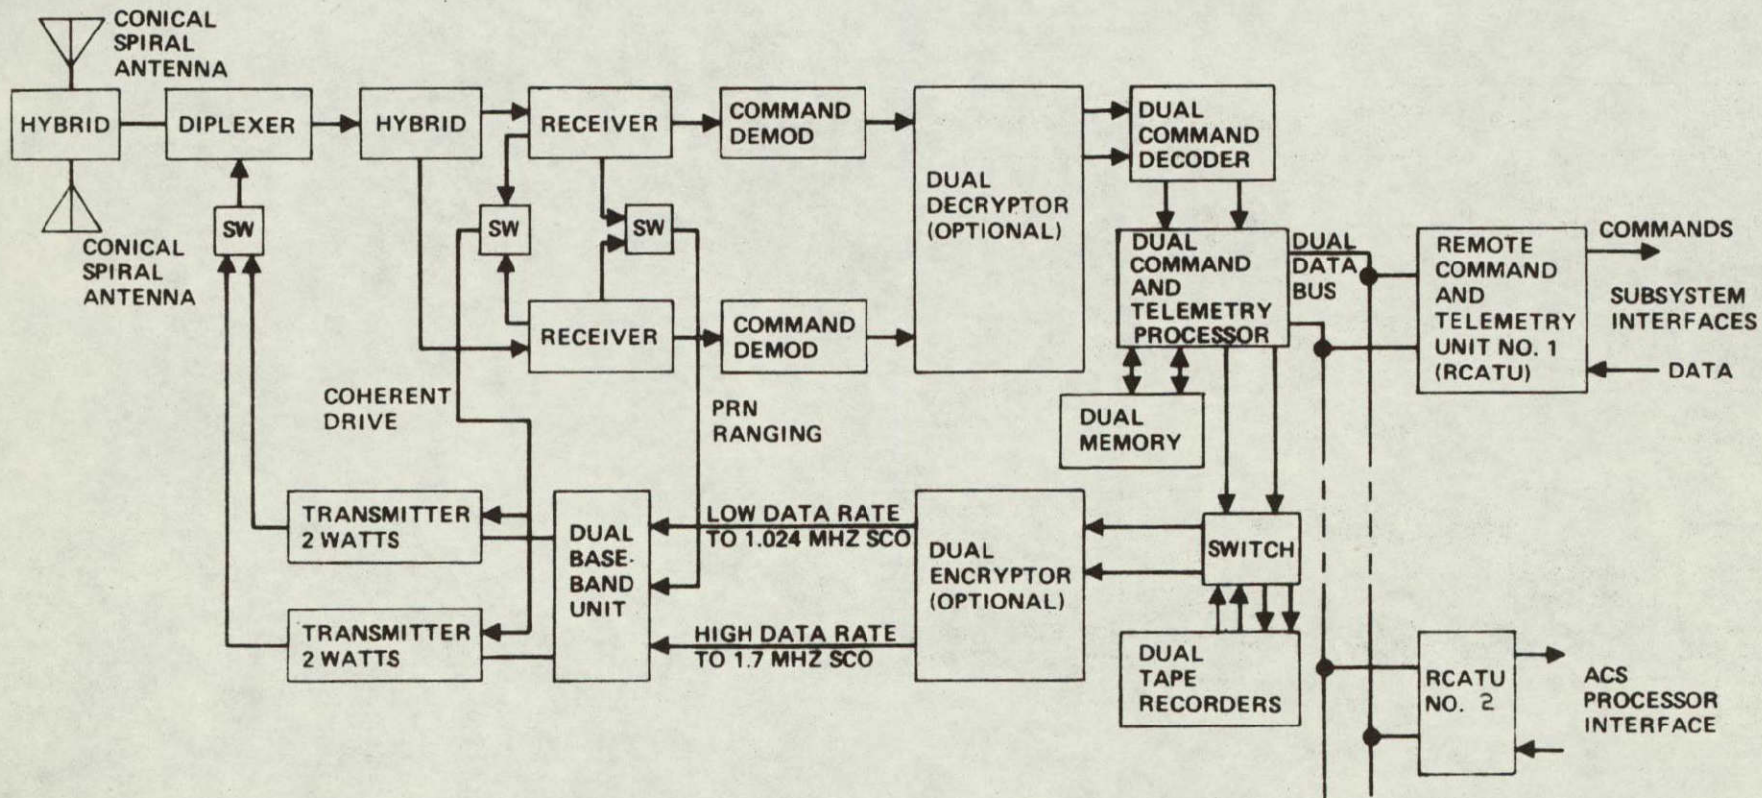 CONICAL
SPIRAL
ANTENNA
HYBRID
DIPLEXER
HYBRID
RECEIVER
COMMAND
DEMOD
DUAL
DECRYPTOR
(OPTIONAL)
DUAL
COMMAND
DECODER
SW
CONICAL
SPIRAL
ANTENNA
SW
SW
RECEIVER
COMMAND
DEMOD
DUAL
COMMAND
AND
TELEMETRY
PROCESSOR
DUAL
DATA
BUS
REMOTE
COMMAND
AND
TELEMETRY
UNIT NO. 1
(RCATU)
COMMANDS
SUBSYSTEM
INTERFACES
DATA
COHERENT
DRIVE
PRN
RANGING
DUAL
MEMORY
TRANSMITTER
2 WATTS
TRANSMITTER
2 WATTS
DUAL
BASE-
BAND
UNIT
LOW DATA RATE
TO 1.024 MHZ SCO
HIGH DATA RATE
TO 1.7 MHZ SCO
DUAL
ENCRYPTOR
(OPTIONAL)
SWITCH
DUAL
TAPE
RECORDERS
RCATU
NO. 2
ACS
PROCESSOR
INTERFACE